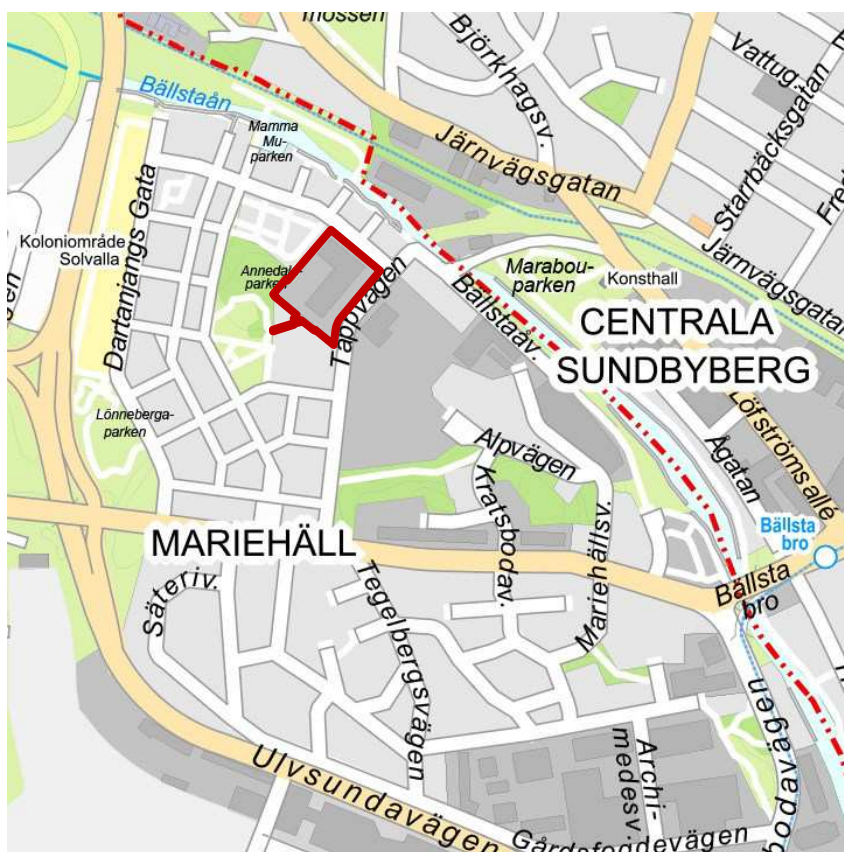 mossen
Björkhagsv.
Vattug.
Bällstaån
Mamma
Mu-
parken
Järnvägsgatan
Starrbäcksgatan
Koloniområde
Solvalla
Dartanjangs Gata
Annedals-
parken
Tappvägen
Bällstaåv.
Marabou-
parken
Konsthall
Järnvägsgatan
CENTRALA
SUNDBYBERG
Löfströmsallé
Lönneberga-
parken
Alpvägen
Kratsbodav.
Mariehällsv.
Ågatan
Bällsta
bro
MARIEHÄLL
Bällsta
bro
Säteriv.
Tegelbergsvägen
Ulvsundavägen
Archi-
medesv.
Gårdsfogdevägen